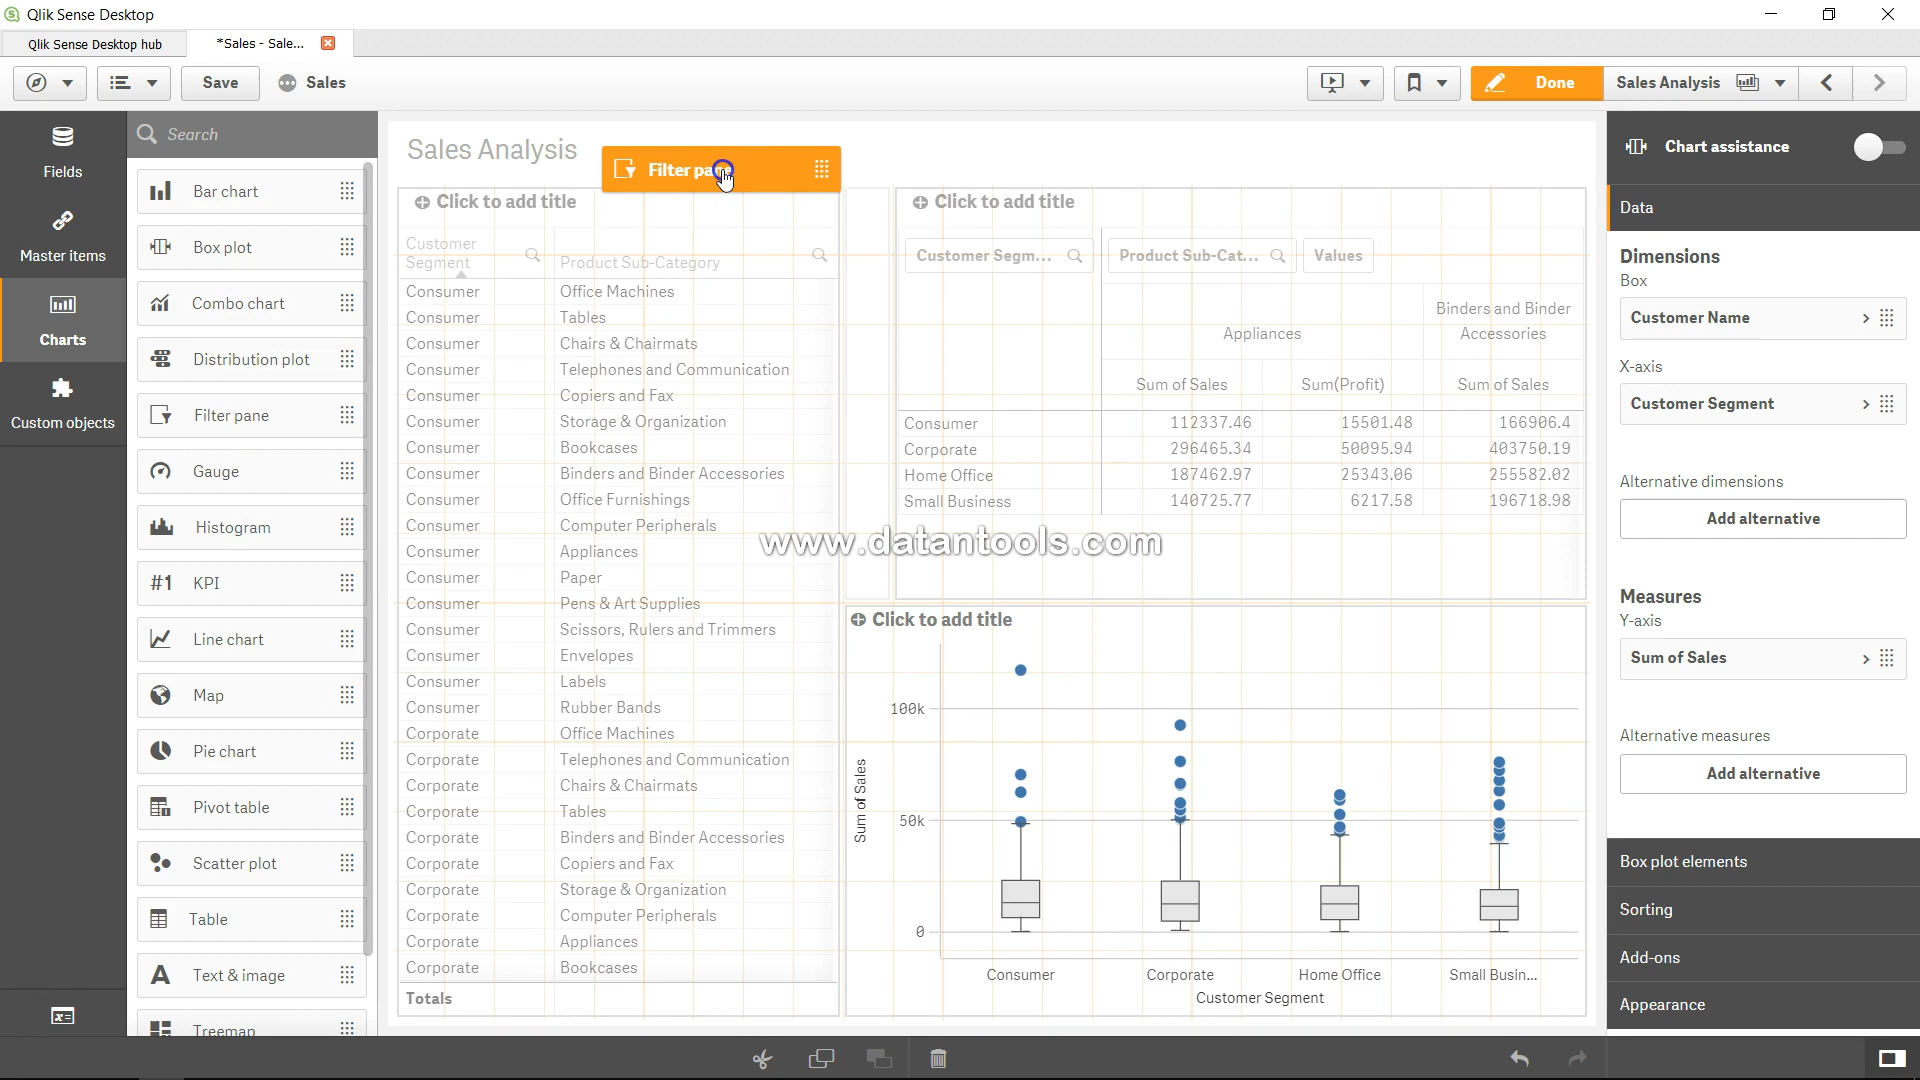 Qlik Sense Desktop
Qlik Sense Desktop hub
*Sales - Sale...
Save
Sales
Done
Sales Analysis
Fields
Master items
Charts
Custom objects
Search
Bar chart
Box plot
Combo chart
Distribution plot
Filter pane
Gauge
Histogram
#1 KPI
Line chart
Map
Pie chart
Pivot table
Scatter plot
Table
A Text & image
Treemap
Sales Analysis
Filter pa
Click to add title
Customer Segment
Product Sub-Category
Consumer Office Machines
Consumer Tables
Consumer Chairs & Chairmats
Consumer Telephones and Communication
Consumer Copiers and Fax
Consumer Storage & Organization
Consumer Bookcases
Consumer Binders and Binder Accessories
Consumer Office Furnishings
Consumer Computer Peripherals
Consumer Appliances
Consumer Paper
Consumer Pens & Art Supplies
Consumer Scissors, Rulers and Trimmers
Consumer Envelopes
Consumer Labels
Consumer Rubber Bands
Corporate Office Machines
Corporate Telephones and Communication
Corporate Chairs & Chairmats
Corporate Tables
Corporate Binders and Binder Accessories
Corporate Copiers and Fax
Corporate Storage & Organization
Corporate Computer Peripherals
Corporate Appliances
Corporate Bookcases
Totals
Click to add title
Customer Segm... Product Sub-Cat... Values
Appliances
Binders and Binder
Accessories
Sum of Sales Sum(Profit) Sum of Sales
Consumer 112337.46 15501.48 166906.4
Corporate 296465.34 50095.94 403750.19
Home Office 187462.97 25343.06 255582.02
Small Business 140725.77 6217.58 196718.98
www.datantools.com
Click to add title
Sum of Sales
100k
50k
0
Consumer Corporate Home Office Small Busin...
Customer Segment
Chart assistance
Data
Dimensions
Box
Customer Name
X-axis
Customer Segment
Alternative dimensions
Add alternative
Measures
Y-axis
Sum of Sales
Alternative measures
Add alternative
Box plot elements
Sorting
Add-ons
Appearance